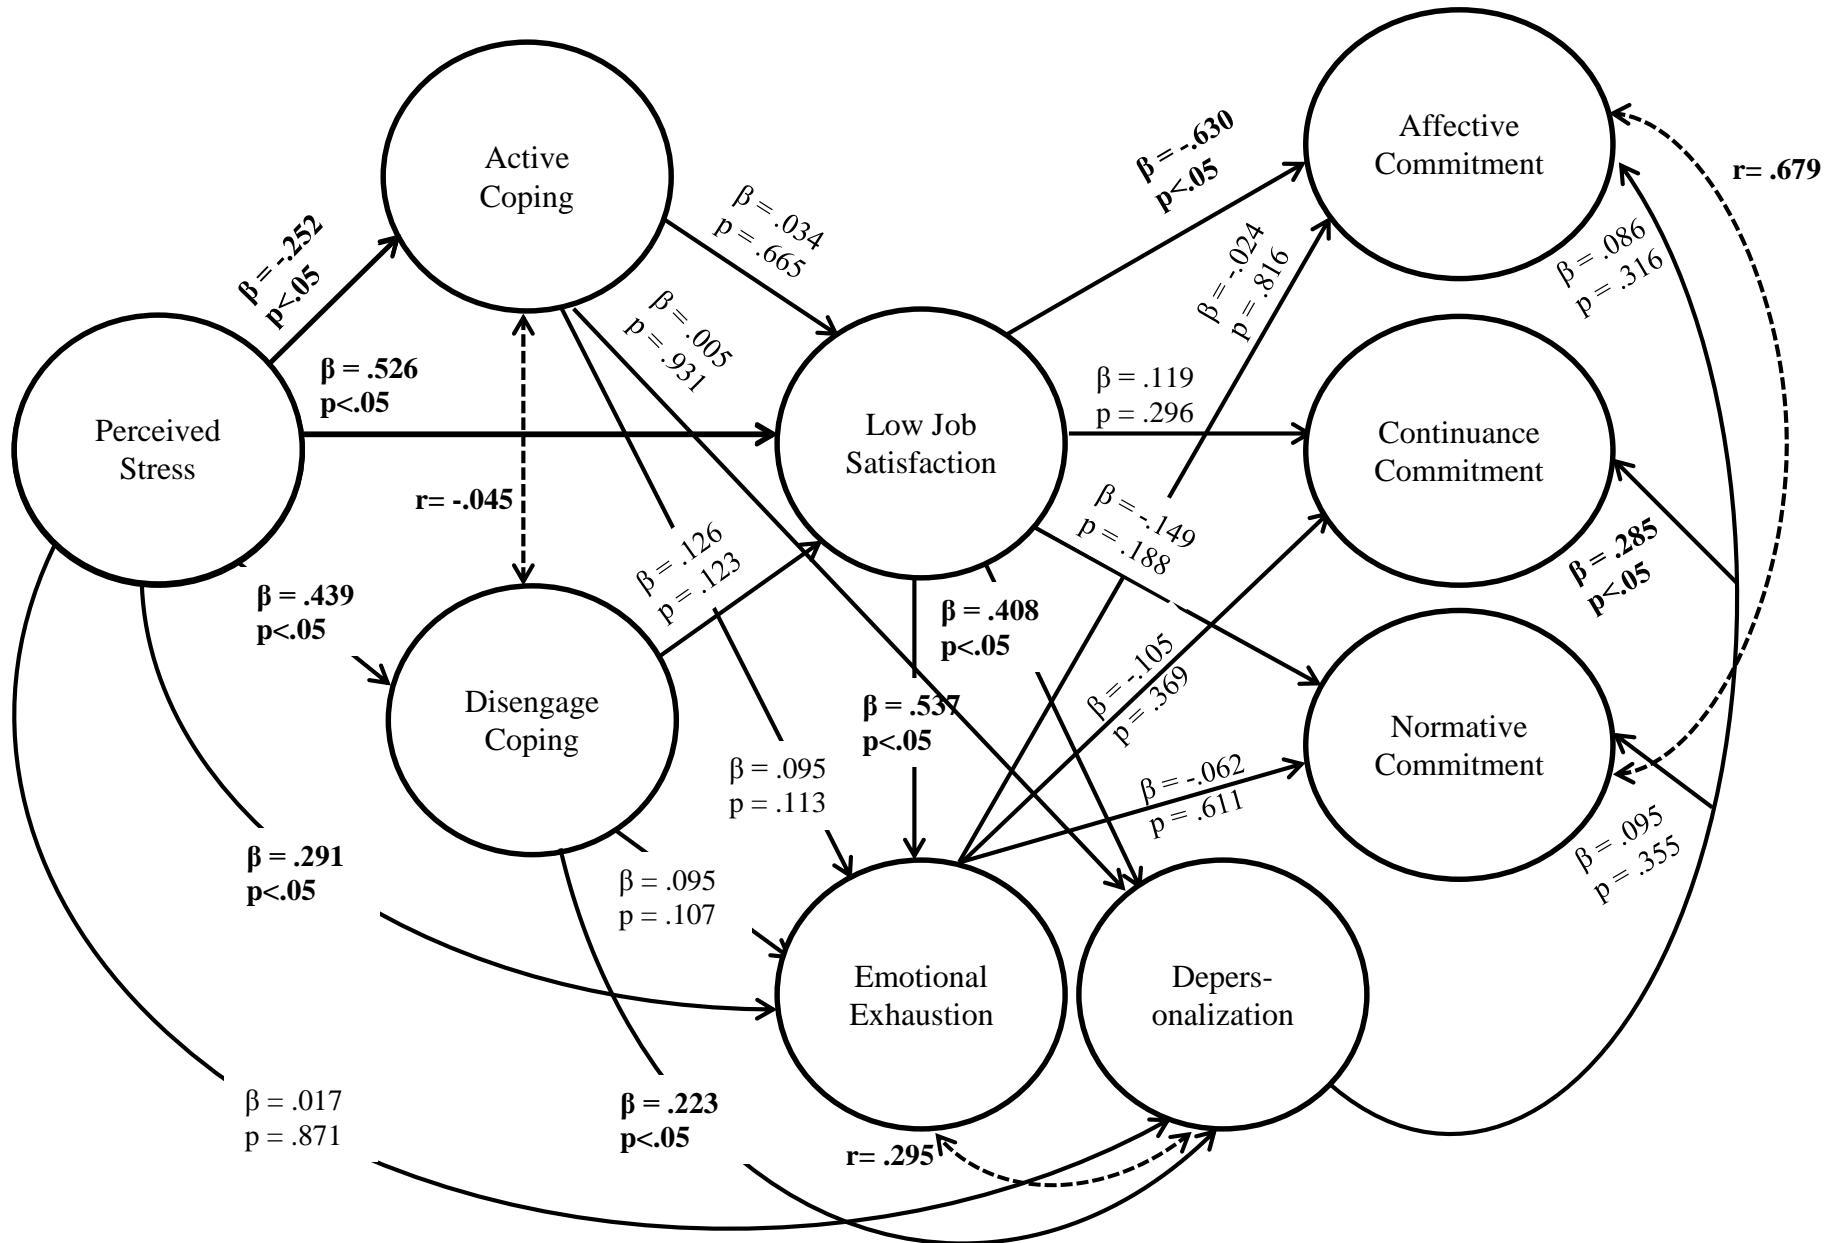 Affective
Commitment
Active
Coping
r= .679
β = -.630
p<.05
β = .034
p = .665
β = -.252
p<.05
β = -.024
p = .816
β = .086
p = .316
β = .005
p = .931
β = .526
p<.05
β = .119
p = .296
Perceived
Stress
Low Job
Satisfaction
Continuance
Commitment
r= -.045
β = -.149
p = .188
β = .126
p = .123
β = .285
p<.05
β = .439
p<.05
β = .408
p<.05
β = -.105
p = .369
Disengage
Coping
β = .537
p<.05
Normative
Commitment
β = .095
p = .113
β = -.062
p = .611
β = .291
p<.05
β = .095
p = .107
β = .095
p = .355
Emotional
Exhaustion
Depers-
onalization
β = .017
p = .871
β = .223
p<.05
r= .295